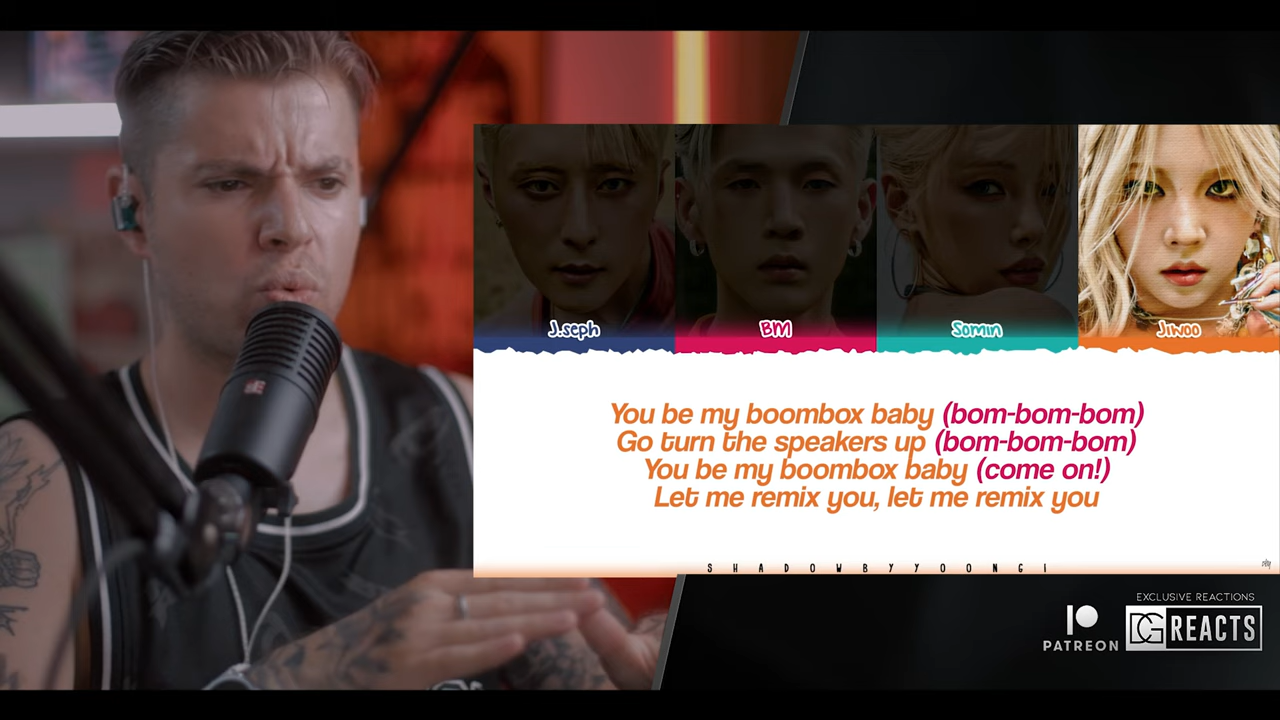 J.seph
BM
Somin
Jiwoo
You be my boombox baby (bom-bom-bom)
Go turn the speakers up (bom-bom-bom)
You be my boombox baby (come on!)
Let me remix you, let me remix you
SHADOWBYYOONGI
EXCLUSIVE REACTIONS
PATREON
DG REACTS